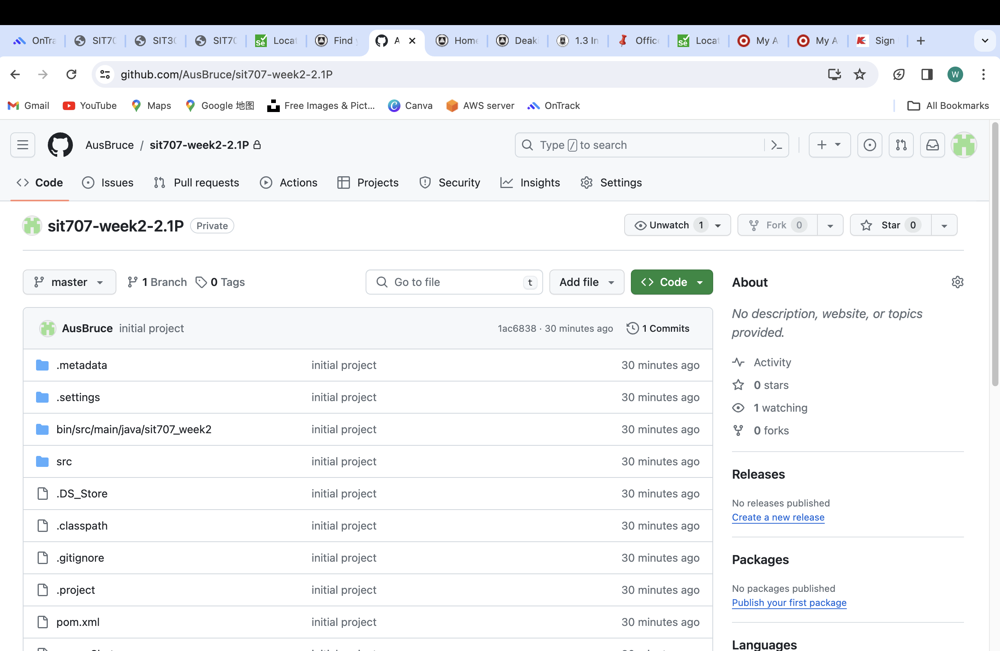 OnTra SIT70 SIT30 SIT70 Locat Find y A Home Deaki 1.3 In Office Locat My A My A Sign
github.com/AusBruce/sit707-week2-2.1P W
Gmail YouTube Maps Google 地图 Free Images & Pict... Canva AWS server OnTrack All Bookmarks
AusBruce / sit707-week2-2.1P Type / to search
Code Issues Pull requests Actions Projects Security Insights Settings
sit707-week2-2.1P Private Unwatch 1 Fork 0 Star 0
master 1 Branch 0 Tags Go to file t Add file Code
AusBruce initial project 1ac6838 · 30 minutes ago 1 Commits
.metadata initial project 30 minutes ago
.settings initial project 30 minutes ago
bin/src/main/java/sit707_week2 initial project 30 minutes ago
src initial project 30 minutes ago
.DS_Store initial project 30 minutes ago
.classpath initial project 30 minutes ago
.gitignore initial project 30 minutes ago
.project initial project 30 minutes ago
pom.xml initial project 30 minutes ago
About
No description, website, or topics
provided.
Activity
0 stars
1 watching
0 forks
Releases
No releases published
Create a new release
Packages
No packages published
Publish your first package
Languages